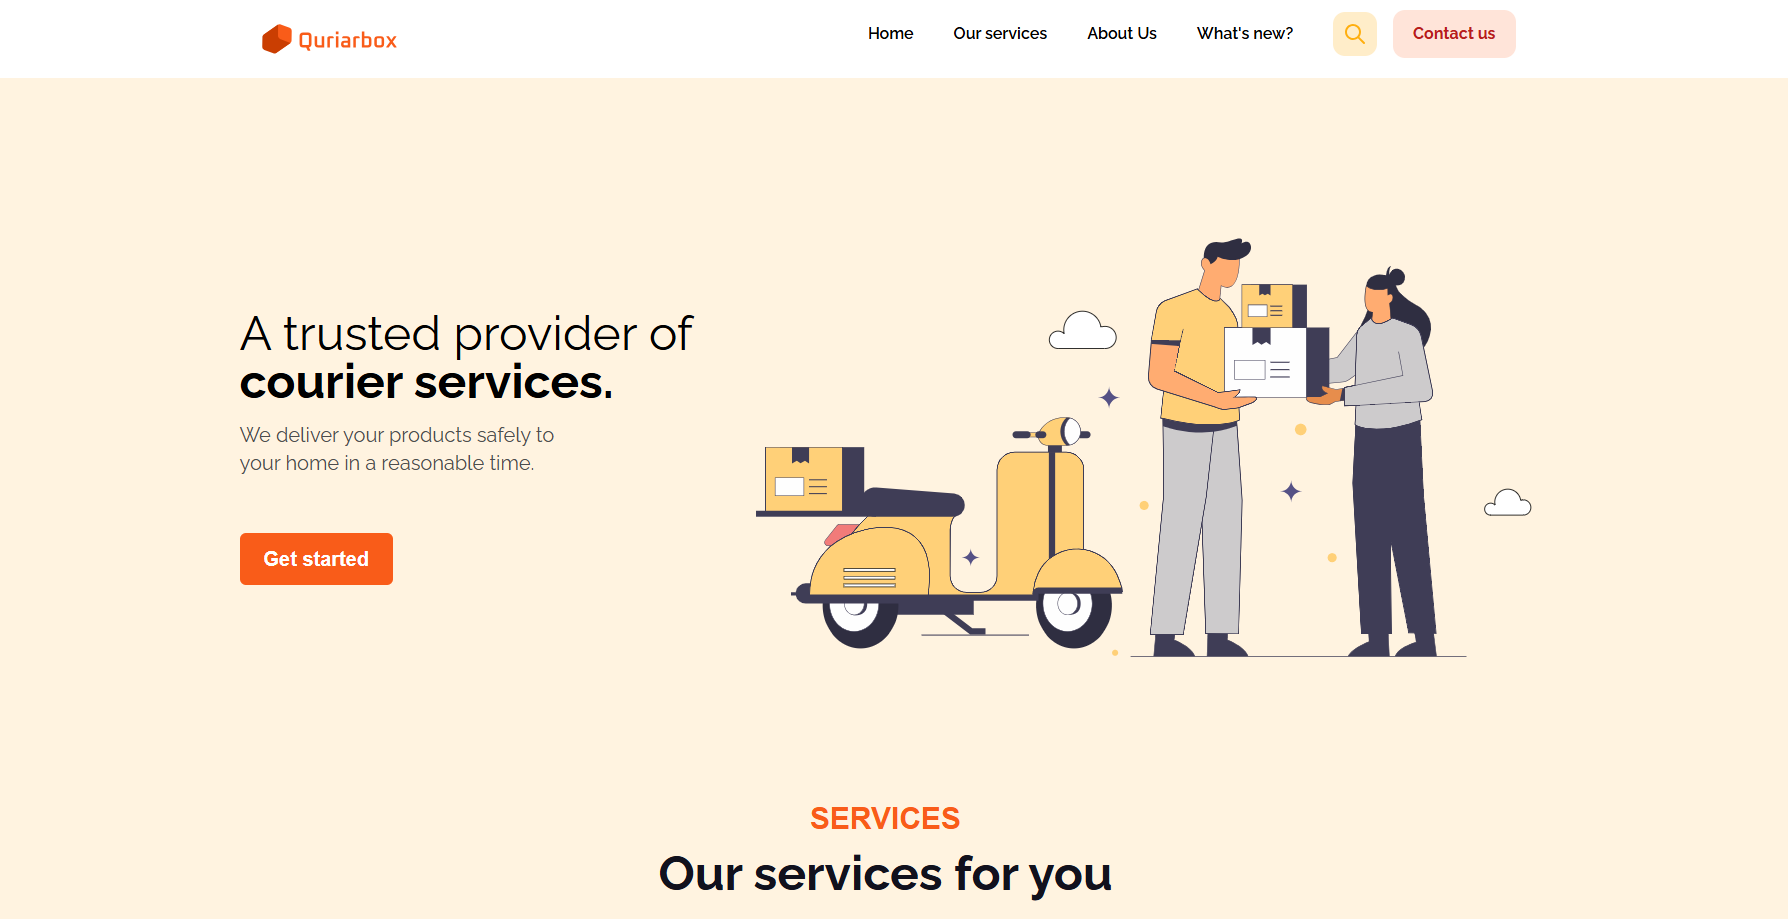 Quriarbox
Home
Our services
About Us
What's new?
Contact us
A trusted provider of
courier services.
We deliver your products safely to
your home in a reasonable time.
Get started
SERVICES
Our services for you